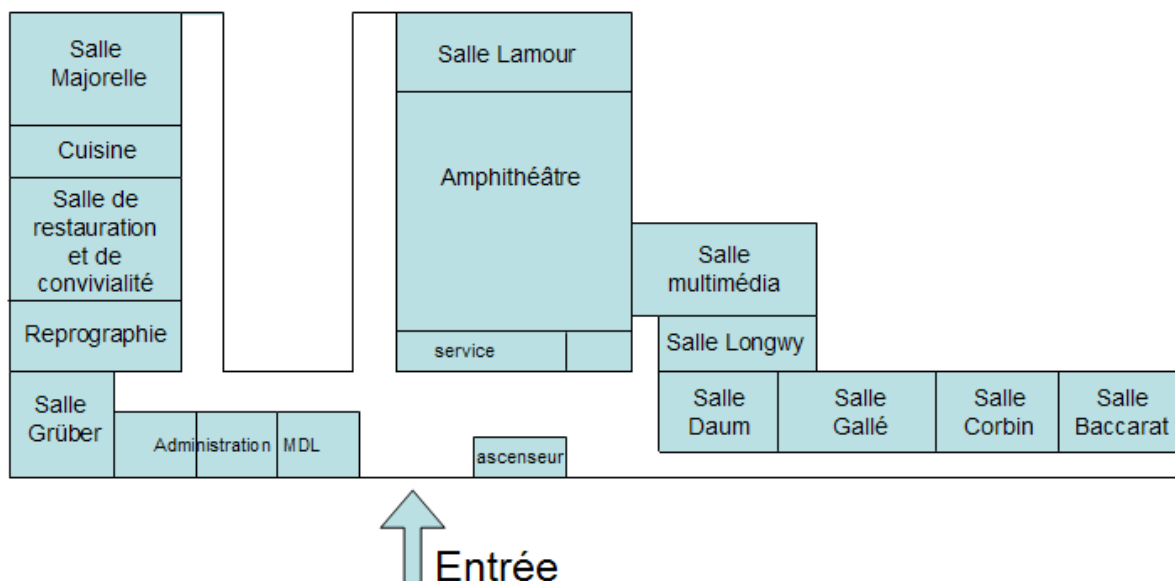 Salle
Majorelle
Cuisine
Salle de
restauration
et de
convivialité
Reprographie
Salle
Grüber
Administration
MDL
Salle Lamour
Amphithéâtre
service
ascenseur
Salle
multimédia
Salle Longwy
Salle
Daum
Salle
Gallé
Salle
Corbin
Salle
Baccarat
Entrée